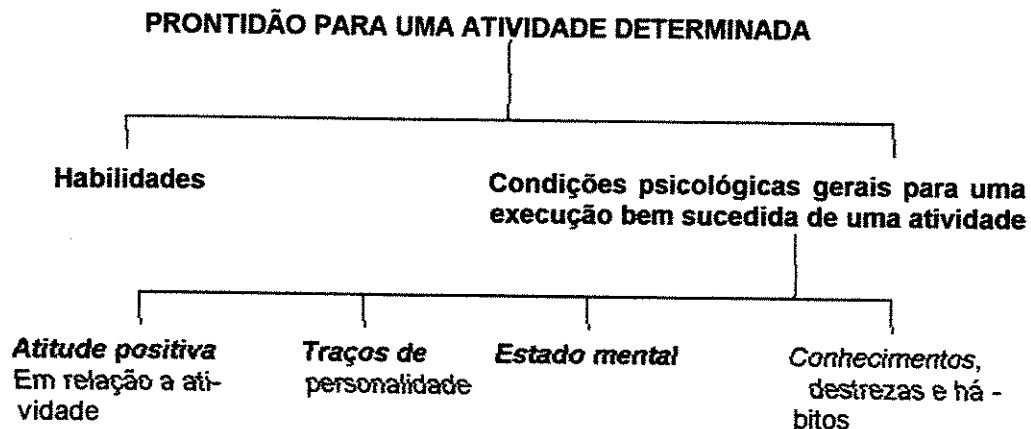 PRONTIDÃO PARA UMA ATIVIDADE DETERMINADA
Habilidades
Condições psicológicas gerais para uma
execução bem sucedida de uma atividade
Atitude positiva
Em relação a ati-
vidade
Traços de
personalidade
Estado mental
Conhecimentos,
destrezas e há -
bitos